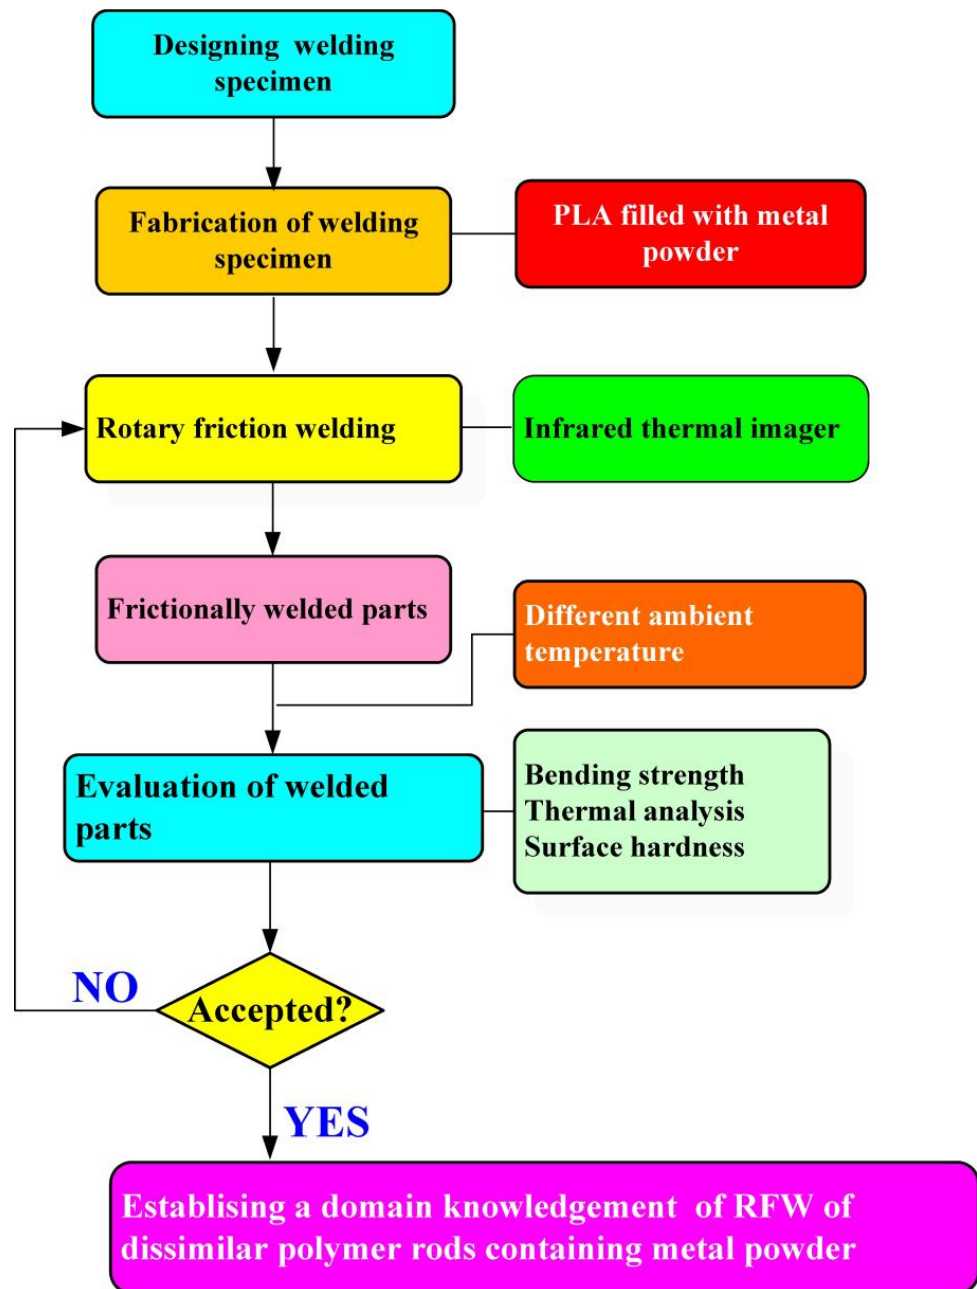 Designing welding
specimen
Fabrication of welding
specimen
PLA filled with metal
powder
Rotary friction welding
Infrared thermal imager
Frictionally welded parts
Different ambient
temperature
Evaluation of welded
parts
Bending strength
Thermal analysis
Surface hardness
NO
Accepted?
YES
Establising a domain knowledgement of RFW of
dissimilar polymer rods containing metal powder